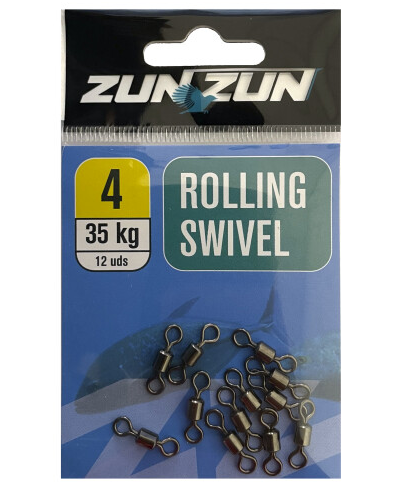 ZUN ZUN
4
35 kg
12 uds
ROLLING
SWIVEL